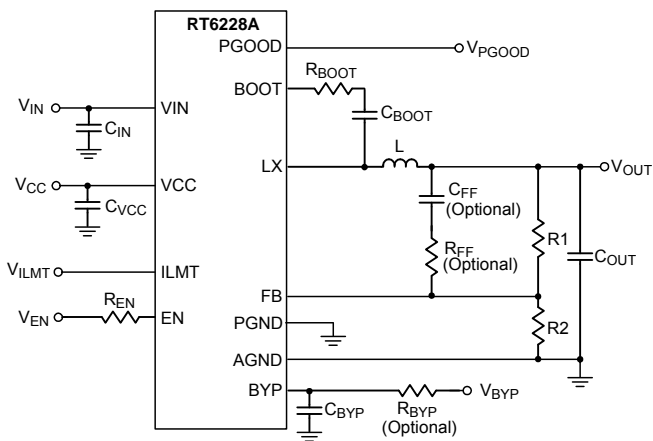 RT6228A
PGOOD
VPGOOD
BOOT
RBOOT
CBOOT
VIN
VIN
CIN
LX
L
VOUT
VCC
VCC
CVCC
CFF
(Optional)
RFF
(Optional)
R1
COUT
VILMT
ILMT
FB
VEN
REN
EN
PGND
R2
AGND
BYP
CBYP
RBYP
(Optional)
VBYP